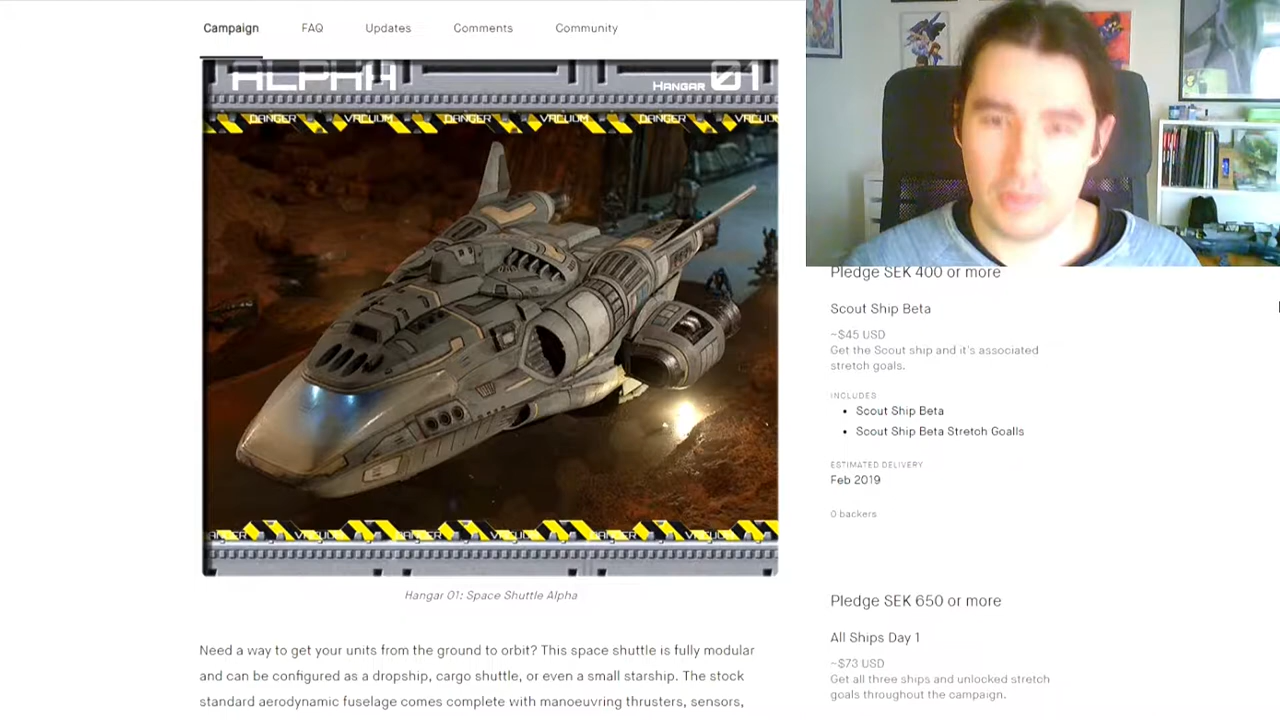 Campaign FAQ Updates Comments Community
ALPHA
HANGAR 01
DANGER VACUUM DANGER VACUUM DANGER VACUU
VACUUM DANGER VACUUM DANGER
Hangar 01: Space Shuttle Alpha
Need a way to get your units from the ground to orbit? This space shuttle is fully modular
and can be configured as a dropship, cargo shuttle, or even a small starship. The stock
standard aerodynamic fuselage comes complete with manoeuvring thrusters, sensors,
Pledge SEK 400 or more
Scout Ship Beta
~$45 USD
Get the Scout ship and it's associated
stretch goals.
INCLUDES
• Scout Ship Beta
• Scout Ship Beta Stretch Goalls
ESTIMATED DELIVERY
Feb 2019
0 backers
Pledge SEK 650 or more
All Ships Day 1
~$73 USD
Get all three ships and unlocked stretch
goals throughout the campaign.